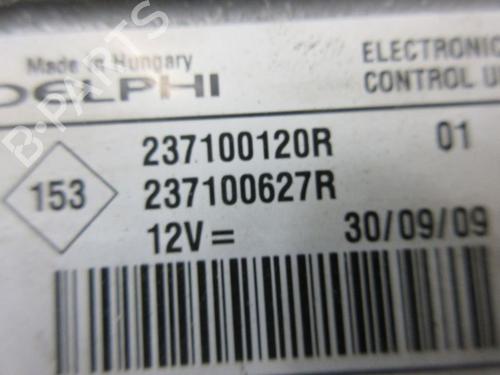 Made in Hungary
DELPHI
ELECTRONIC
CONTROL
237100120R 01
153
237100627R
12V = 30/09/09
B-PARTS